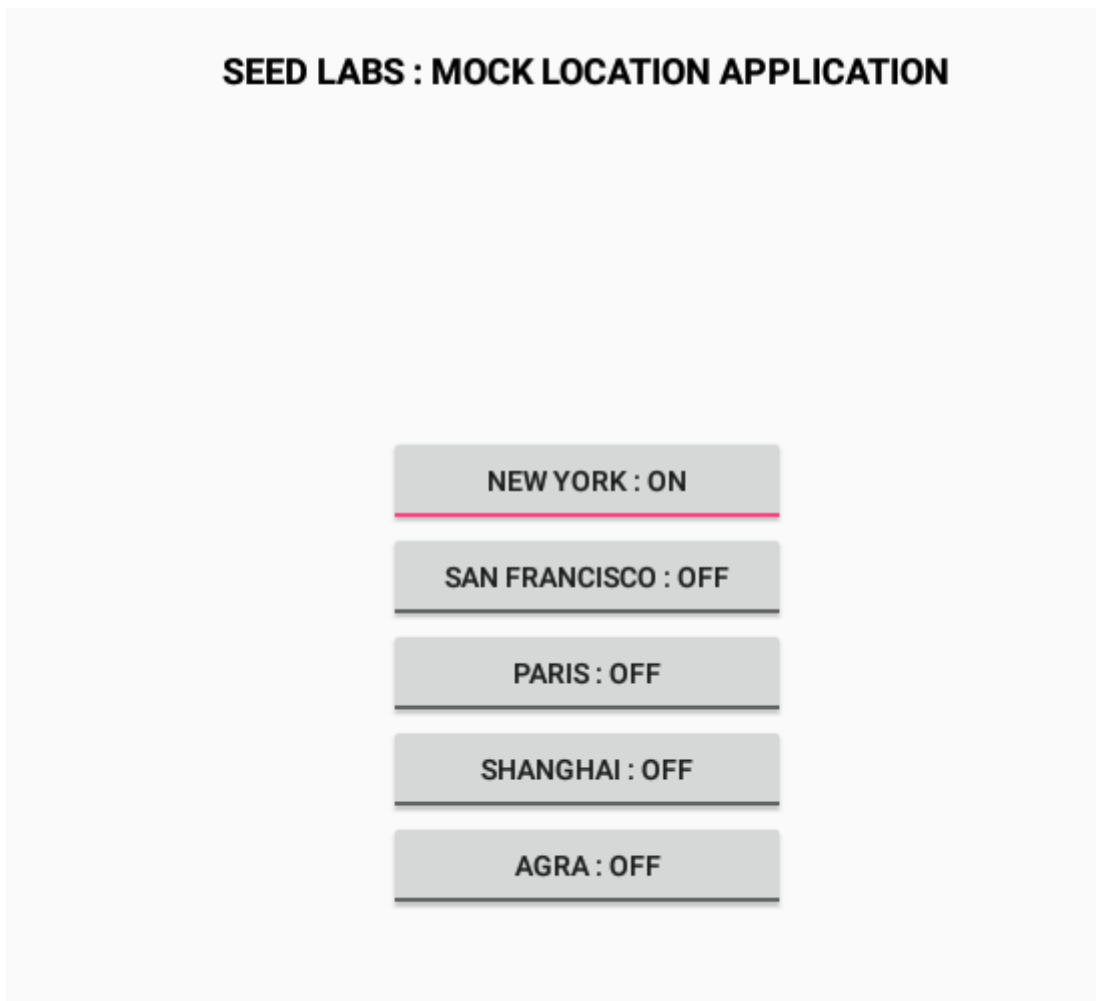 SEED LABS : MOCK LOCATION APPLICATION
NEW YORK : ON
SAN FRANCISCO : OFF
PARIS : OFF
SHANGHAI : OFF
AGRA : OFF